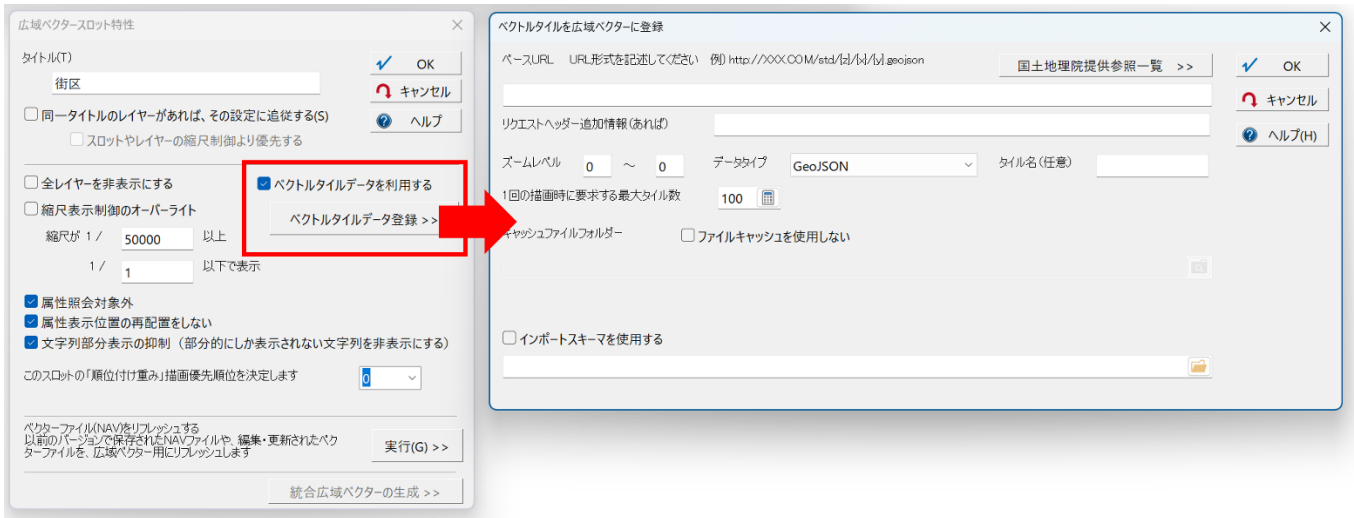 広域ベクタースロット特性
タイトル(T)
街区
OK
キャンセル
ヘルプ
同一タイトルのレイヤーがあれば、その設定に追従する(S)
スロットやレイヤーの縮尺制御より優先する
全レイヤーを非表示にする
縮尺表示制御のオーバーライト
縮尺が 1/ 50000 以上
1/ 1 以下で表示
ベクトルタイルデータを利用する
ベクトルタイルデータ登録 >>
属性照会対象外
属性表示位置の再配置をしない
文字列部分表示の抑制（部分的にしか表示されない文字列を非表示にする）
このスロットの「順位付け重み」描画優先順位を決定します 0
ベクターファイル(NAV)をリフレッシュする
以前のバージョンで保存されたNAVファイルや、編集・更新されたベク
ターファイルを、広域ベクター用にリフレッシュします
実行(G) >>
統合広域ベクターの生成 >>
ベクトルタイルを広域ベクターに登録
ベースURL URL形式を記述してください 例) http://XXX.COM/std/{z}/{x}/{y}.geojson
国土地理院提供参照一覧 >>
OK
キャンセル
ヘルプ(H)
リクエストヘッダー追加情報(あれば)
ズームレベル 0 ～ 0 データタイプ GeoJSON タイル名(任意)
1回の描画時に要求する最大タイル数 100
キャッシュファイルフォルダー ファイルキャッシュを使用しない
インポートスキーマを使用する